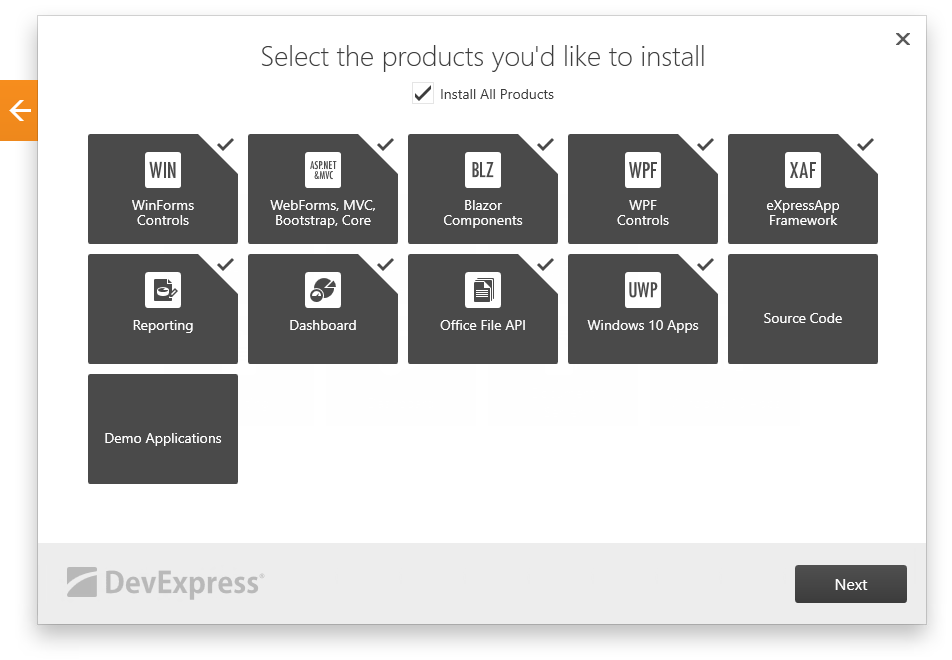 Select the products you'd like to install
Install All Products
WIN
WinForms
Controls
ASP.NET
&MVC
WebForms, MVC,
Bootstrap, Core
BLZ
Blazor
Components
WPF
WPF
Controls
XAF
eXpressApp
Framework
Reporting
Dashboard
Office File API
UWP
Windows 10 Apps
Source Code
Demo Applications
DevExpress®
Next